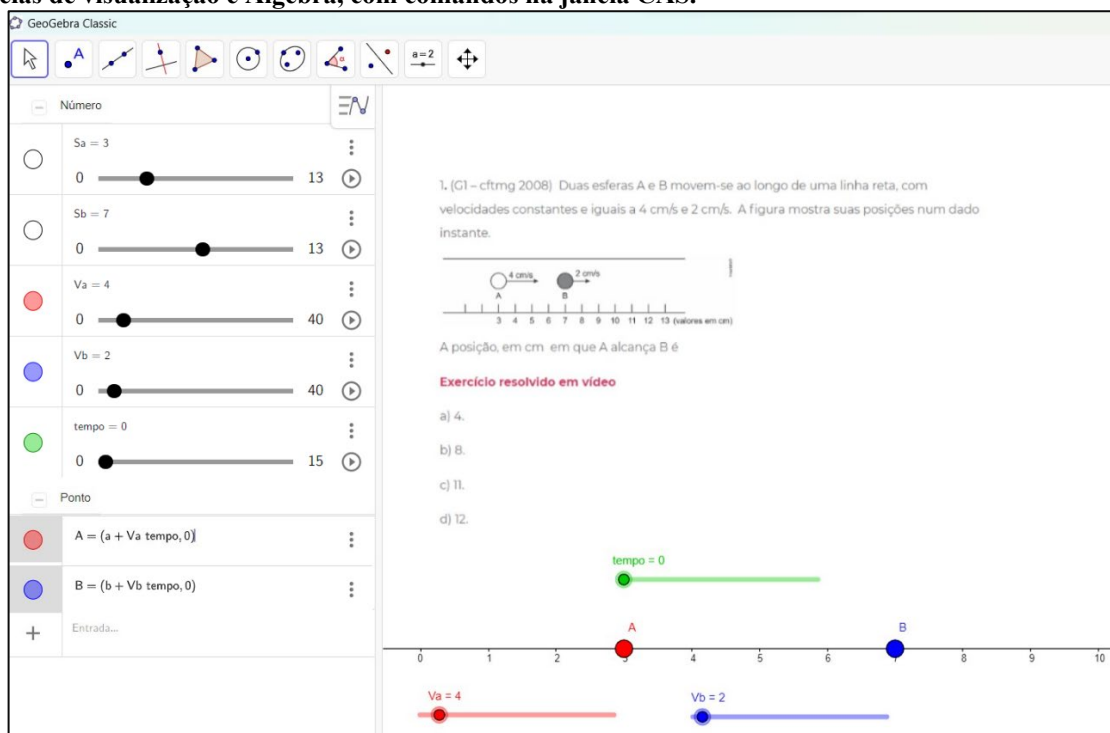 cias de visualização e Álgebra, com comandos na janela CAS.
GeoGebra Classic
A
a = 2
Número
Sa = 3
0 13
Sb = 7
0 13
Va = 4
0 40
Vb = 2
0 40
tempo = 0
0 15
Ponto
A = (a + Va tempo, 0)
B = (b + Vb tempo, 0)
+ Entrada...
1. (G1 – cftmg 2008) Duas esferas A e B movem-se ao longo de uma linha reta, com
velocidades constantes e iguais a 4 cm/s e 2 cm/s. A figura mostra suas posições num dado
instante.
4 cm/s 2 cm/s
A B
3 4 5 6 7 8 9 10 11 12 13 (valores em cm)
A posição, em cm em que A alcança B é
Exercício resolvido em vídeo
a) 4.
b) 8.
c) 11.
d) 12.
tempo = 0
A B
0 1 2 3 4 5 6 7 8 9 10
Va = 4 Vb = 2